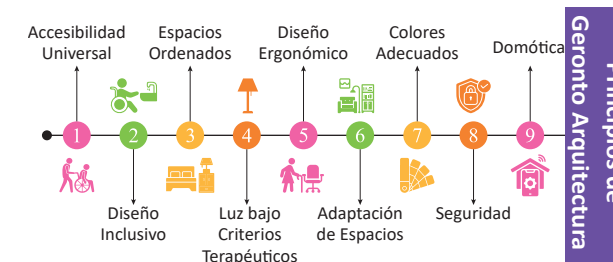 Accesibilidad
Universal
Espacios
Ordenados
Diseño
Ergonómico
Colores
Adecuados
Domótica
1
2
3
4
5
6
7
8
9
Diseño
Inclusivo
Luz bajo
Criterios
Terapéuticos
Adaptación
de Espacios
Seguridad
Principios de
Geronto Arquitectura